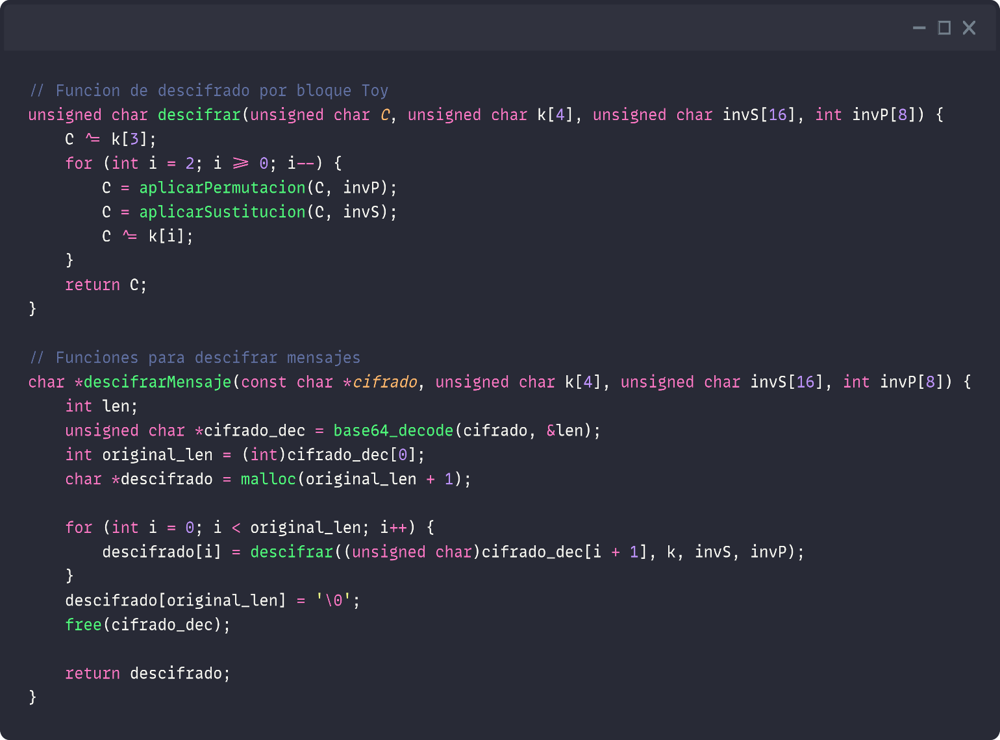 // Funcion de descifrado por bloque Toy
unsigned char descifrar(unsigned char C, unsigned char k[4], unsigned char invS[16], int invP[8]) {
    C ^= k[3];
    for (int i = 2; i >= 0; i--) {
        C = aplicarPermutacion(C, invP);
        C = aplicarSustitucion(C, invS);
        C ^= k[i];
    }
    return C;
}

// Funciones para descifrar mensajes
char *descifrarMensaje(const char *cifrado, unsigned char k[4], unsigned char invS[16], int invP[8]) {
    int len;
    unsigned char *cifrado_dec = base64_decode(cifrado, &len);
    int original_len = (int)cifrado_dec[0];
    char *descifrado = malloc(original_len + 1);

    for (int i = 0; i < original_len; i++) {
        descifrado[i] = descifrar((unsigned char)cifrado_dec[i + 1], k, invS, invP);
    }
    descifrado[original_len] = '\0';
    free(cifrado_dec);

    return descifrado;
}